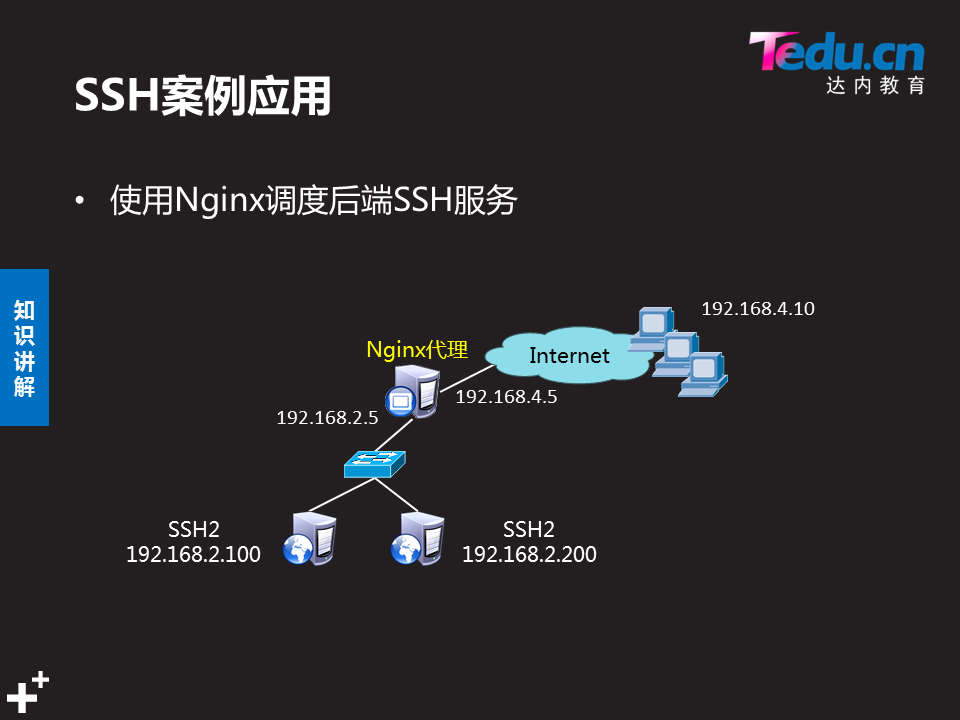 Tedu.cn
达内教育
SSH案例应用
• 使用Nginx调度后端SSH服务
知识讲解
192.168.4.10
Nginx代理
Internet
192.168.4.5
192.168.2.5
SSH2
192.168.2.100
SSH2
192.168.2.200